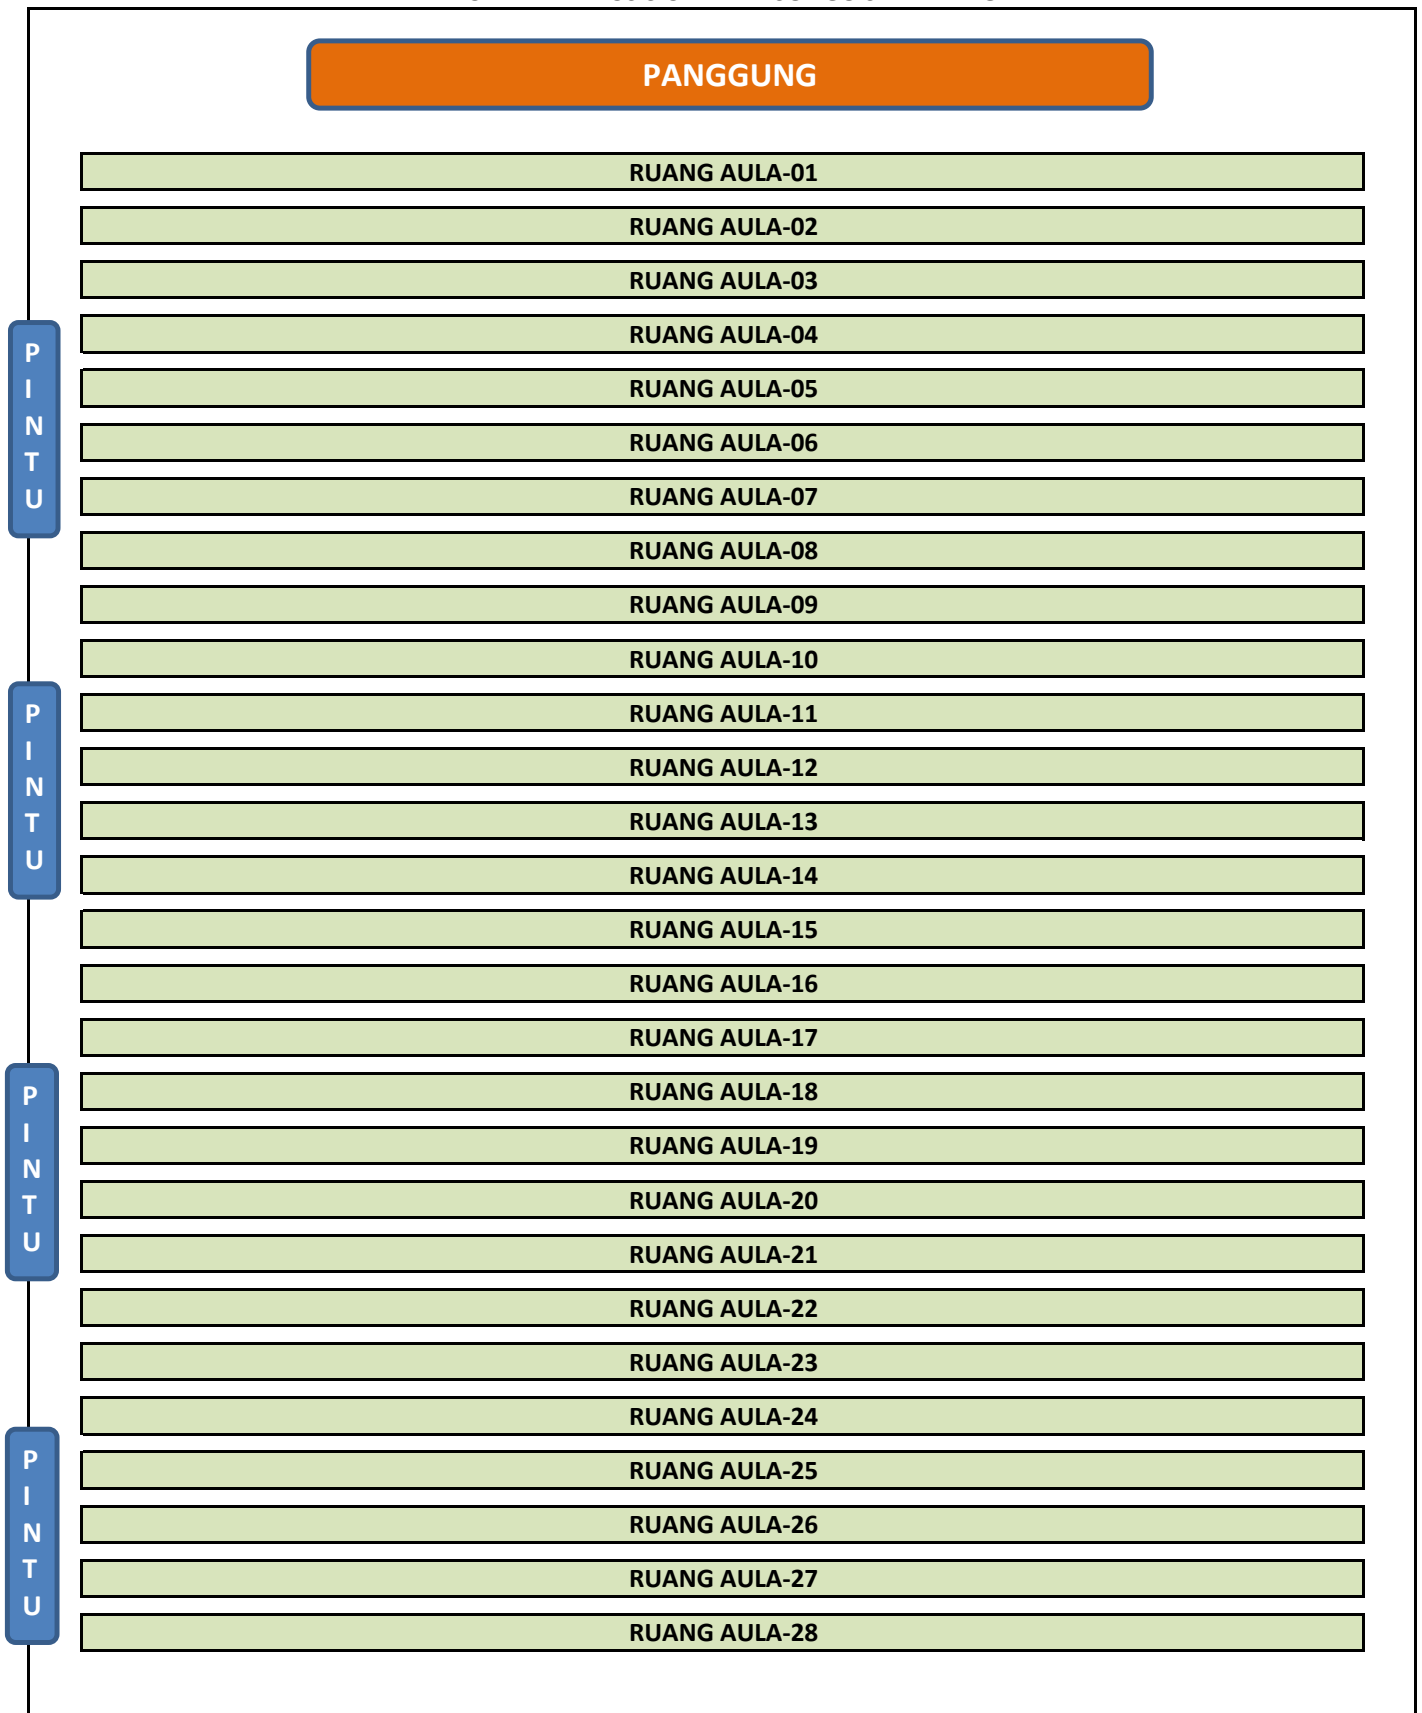 PANGGUNG
RUANG AULA-01
RUANG AULA-02
RUANG AULA-03
RUANG AULA-04
RUANG AULA-05
RUANG AULA-06
RUANG AULA-07
RUANG AULA-08
RUANG AULA-09
RUANG AULA-10
RUANG AULA-11
RUANG AULA-12
RUANG AULA-13
RUANG AULA-14
RUANG AULA-15
RUANG AULA-16
RUANG AULA-17
RUANG AULA-18
RUANG AULA-19
RUANG AULA-20
RUANG AULA-21
RUANG AULA-22
RUANG AULA-23
RUANG AULA-24
RUANG AULA-25
RUANG AULA-26
RUANG AULA-27
RUANG AULA-28
PINTU
PINTU
PINTU
PINTU